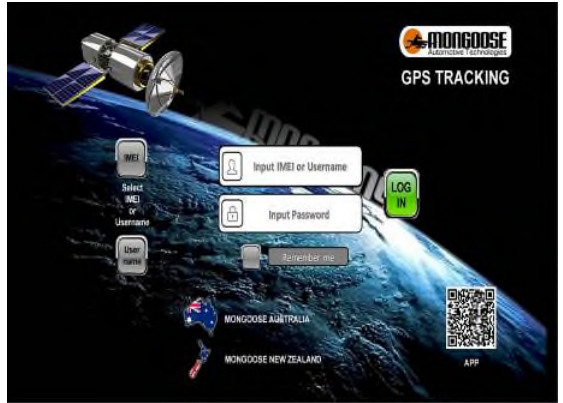 MONGOOSE
Automotive Technologies
GPS TRACKING
MONGOOSE
IMEI
Select
IMEI
or
Username
User
name
Input IMEI or Username
Input Password
Remember me
LOG
IN
MONGOOSE AUSTRALIA
MONGOOSE NEW ZEALAND
APP